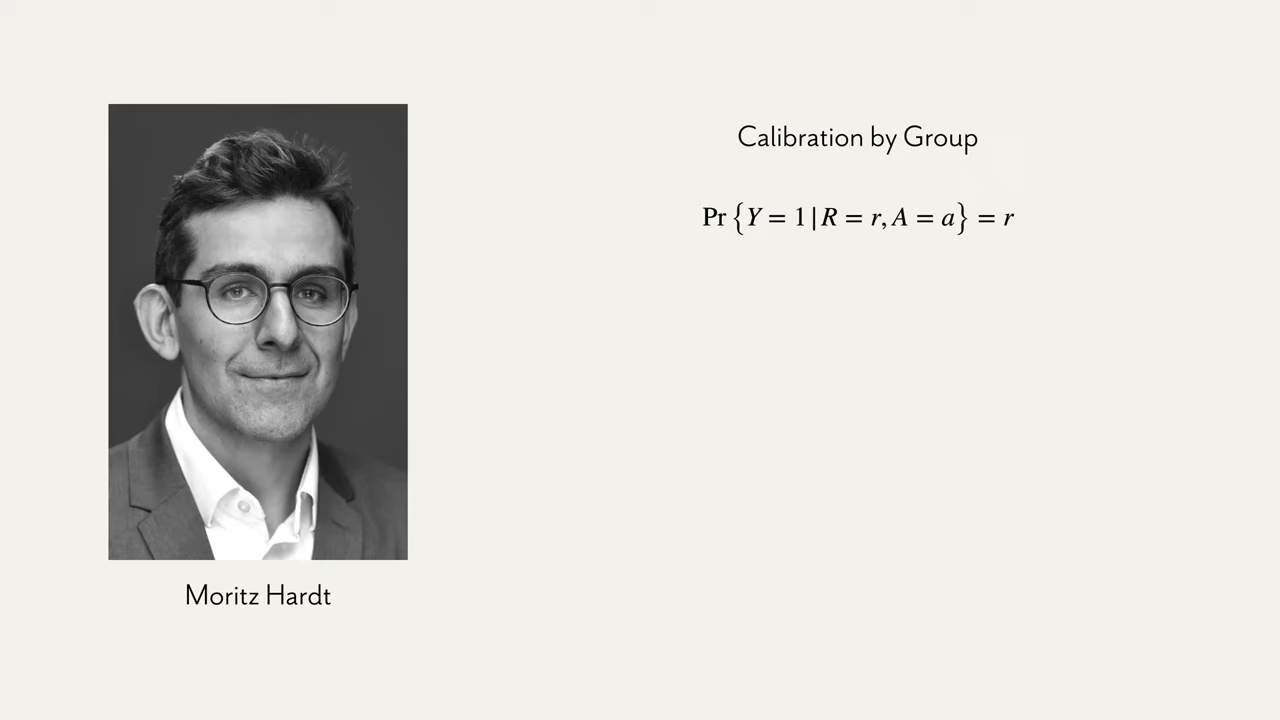 Calibration by Group
Pr {Y = 1 | R = r, A = a} = r
Moritz Hardt